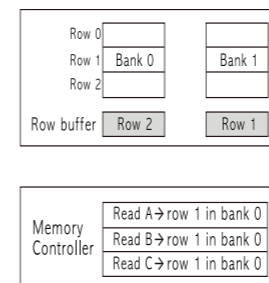 Row 0
Row 1 Bank 0 Bank 1
Row 2
Row buffer Row 2 Row 1
Memory Controller
Read A→row 1 in bank 0
Read B→row 1 in bank 0
Read C→row 1 in bank 0